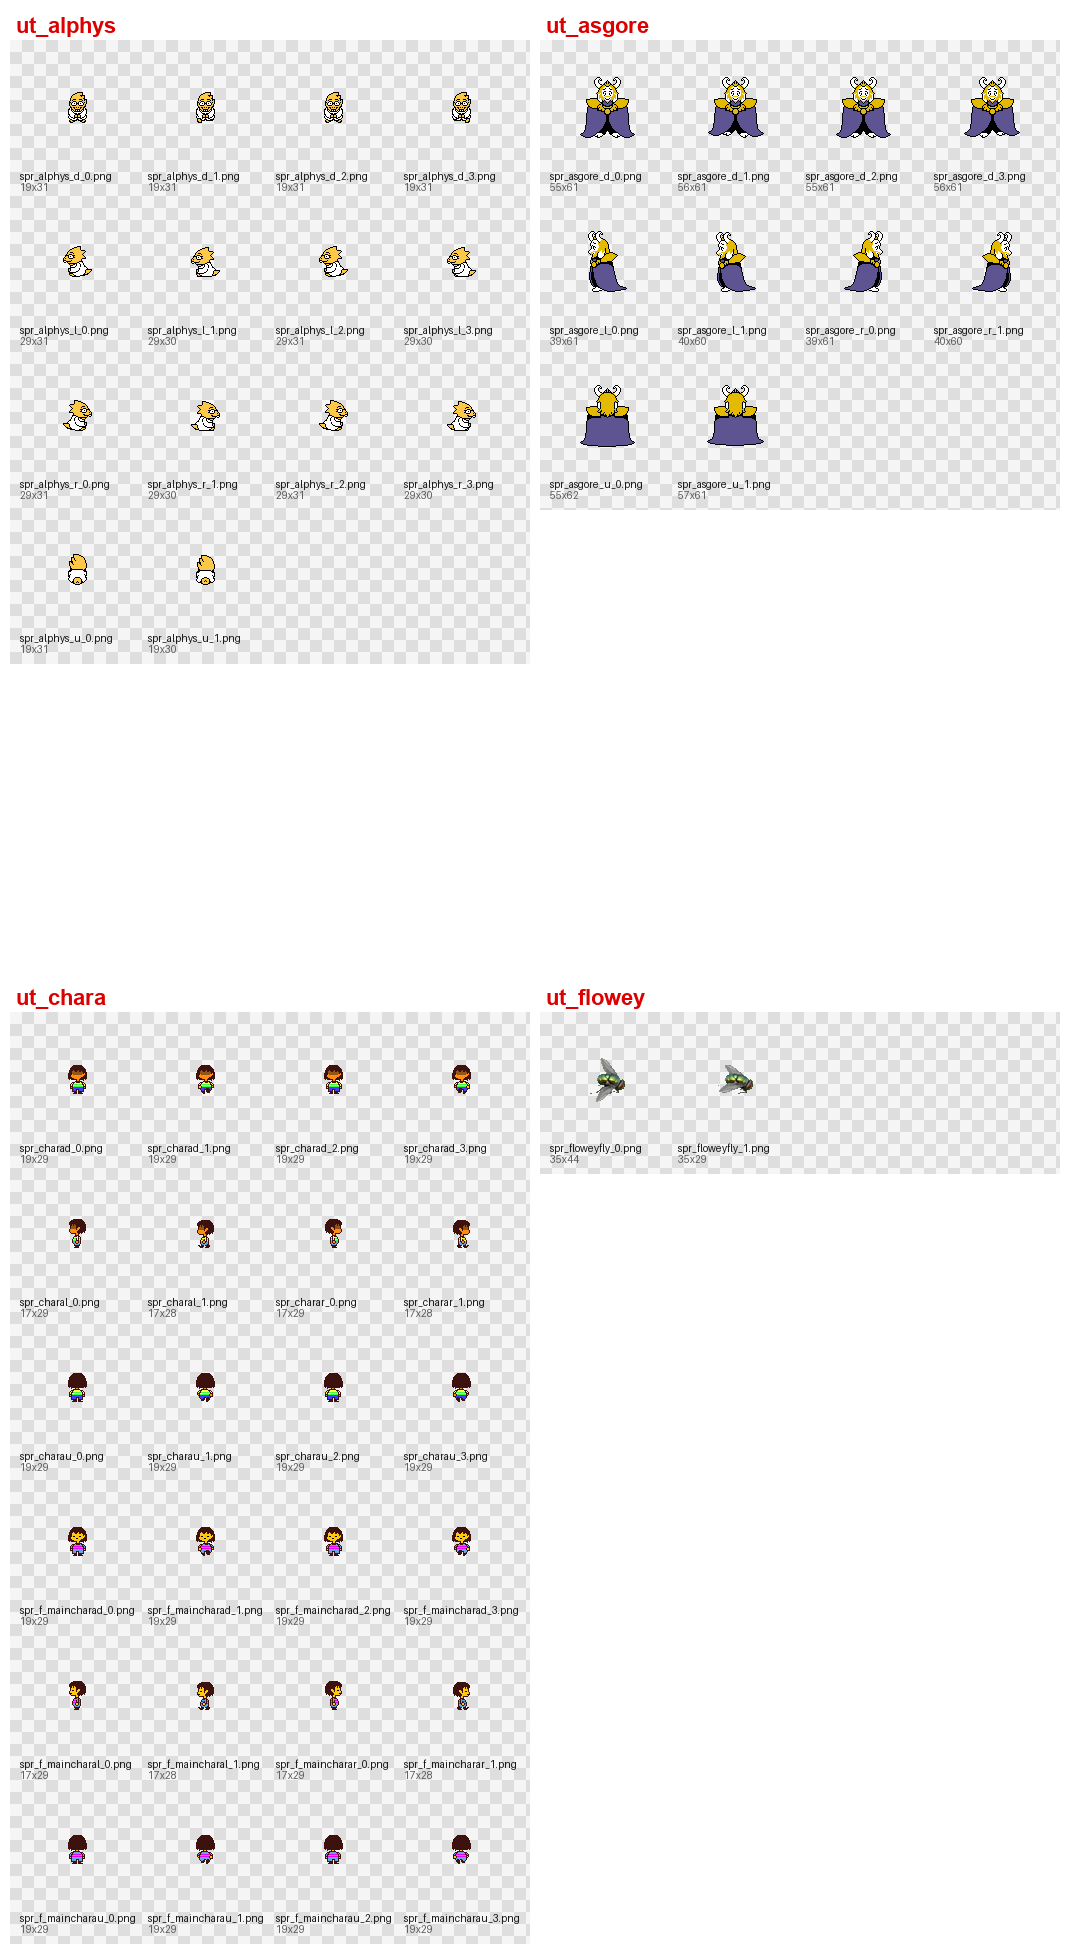 ut_alphys
spr_alphys_d_0.png
19x31
spr_alphys_d_1.png
19x31
spr_alphys_d_2.png
19x31
spr_alphys_d_3.png
19x31
spr_alphys_l_0.png
29x31
spr_alphys_l_1.png
29x30
spr_alphys_l_2.png
29x31
spr_alphys_l_3.png
29x30
spr_alphys_r_0.png
29x31
spr_alphys_r_1.png
29x30
spr_alphys_r_2.png
29x31
spr_alphys_r_3.png
29x30
spr_alphys_u_0.png
19x31
spr_alphys_u_1.png
19x30
ut_asgore
spr_asgore_d_0.png
55x61
spr_asgore_d_1.png
56x61
spr_asgore_d_2.png
55x61
spr_asgore_d_3.png
56x61
spr_asgore_l_0.png
39x61
spr_asgore_l_1.png
40x60
spr_asgore_r_0.png
39x61
spr_asgore_r_1.png
40x60
spr_asgore_u_0.png
55x62
spr_asgore_u_1.png
57x61
ut_chara
spr_charad_0.png
19x29
spr_charad_1.png
19x29
spr_charad_2.png
19x29
spr_charad_3.png
19x29
spr_charal_0.png
17x29
spr_charal_1.png
17x28
spr_charar_0.png
17x29
spr_charar_1.png
17x28
spr_charau_0.png
19x29
spr_charau_1.png
19x29
spr_charau_2.png
19x29
spr_charau_3.png
19x29
spr_f_maincharad_0.png
19x29
spr_f_maincharad_1.png
19x29
spr_f_maincharad_2.png
19x29
spr_f_maincharad_3.png
19x29
spr_f_maincharal_0.png
17x29
spr_f_maincharal_1.png
17x28
spr_f_maincharar_0.png
17x29
spr_f_maincharar_1.png
17x28
spr_f_maincharau_0.png
19x29
spr_f_maincharau_1.png
19x29
spr_f_maincharau_2.png
19x29
spr_f_maincharau_3.png
19x29
ut_flowey
spr_floweyfly_0.png
35x44
spr_floweyfly_1.png
35x29